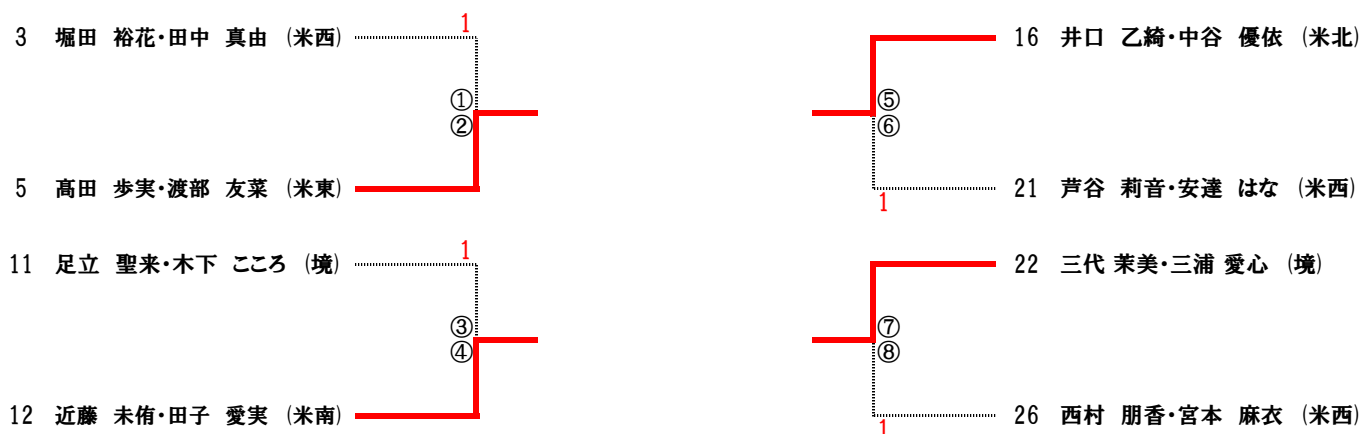 1
3 堀田 裕花・田中 真由 (米西)
①
②
5 髙田 歩実・渡部 友菜 (米東)
1
11 足立 聖来・木下 こころ (境)
③
④
12 近藤 未侑・田子 愛実 (米南)
16 井口 乙綺・中谷 優依 (米北)
⑤
⑥
21 芦谷 莉音・安達 はな (米西)
1
22 三代 茉美・三浦 愛心 (境)
⑦
⑧
26 西村 朋香・宮本 麻衣 (米西)
1